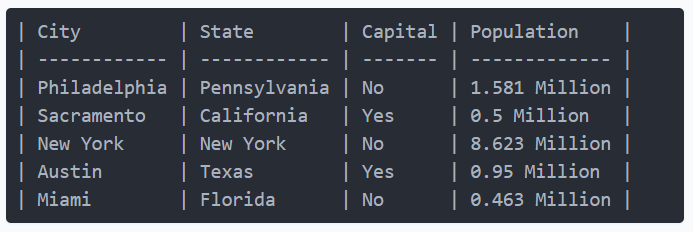 | City         | State        | Capital | Population    |
| ------------ | ------------ | ------- | ------------- |
| Philadelphia | Pennsylvania | No      | 1.581 Million |
| Sacramento   | California   | Yes     | 0.5 Million   |
| New York     | New York     | No      | 8.623 Million |
| Austin       | Texas        | Yes     | 0.95 Million  |
| Miami        | Florida      | No      | 0.463 Million |